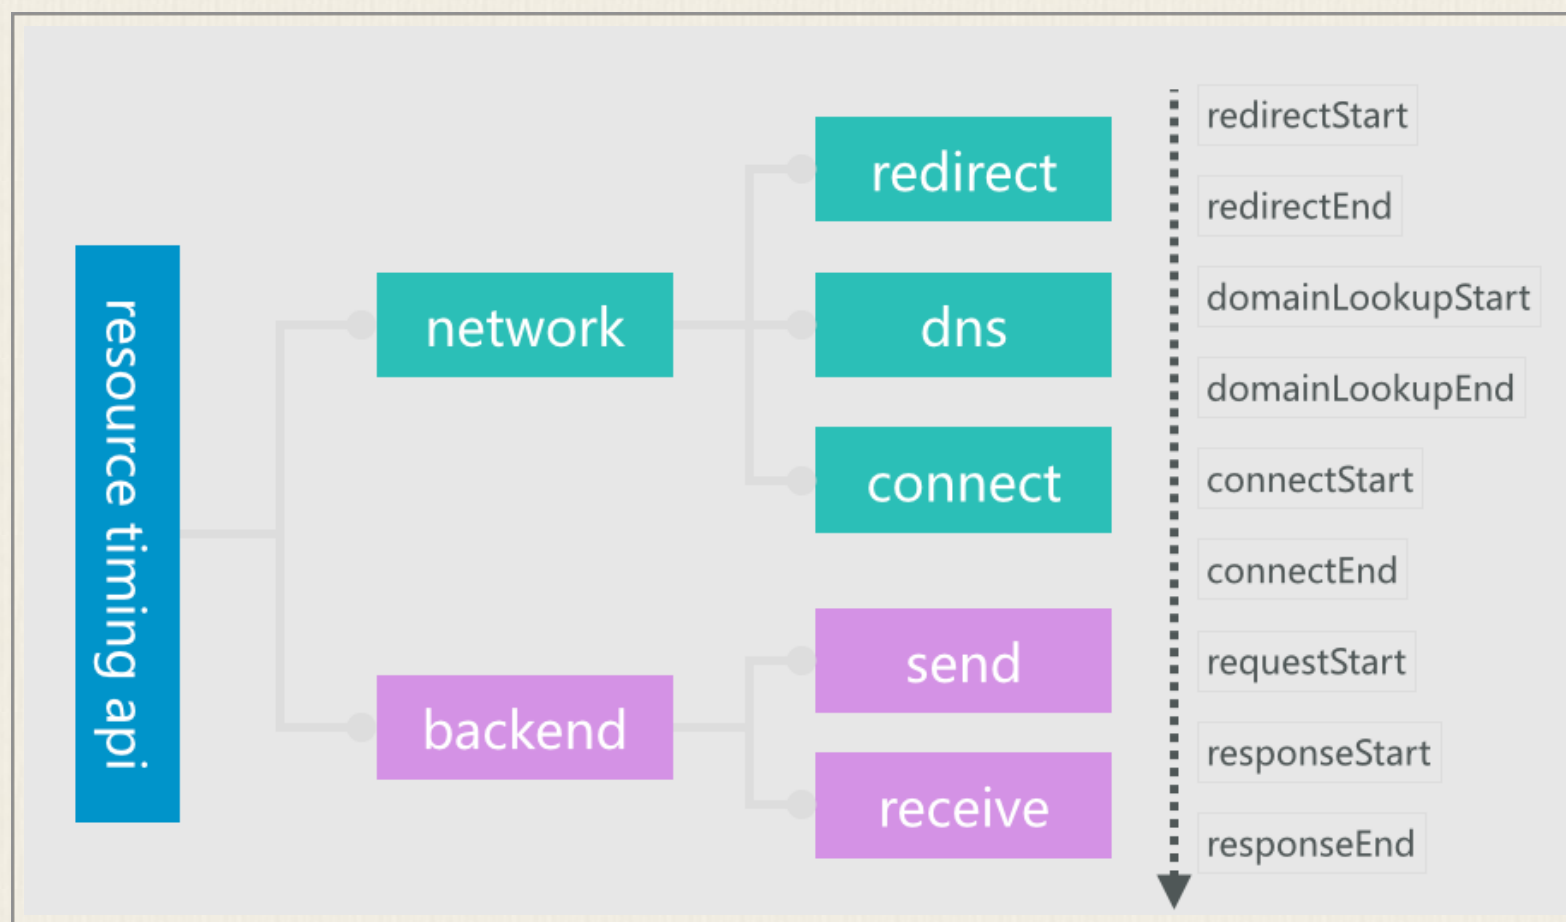 resource timing api
network
backend
redirect
dns
connect
send
receive
redirectStart
redirectEnd
domainLookupStart
domainLookupEnd
connectStart
connectEnd
requestStart
responseStart
responseEnd